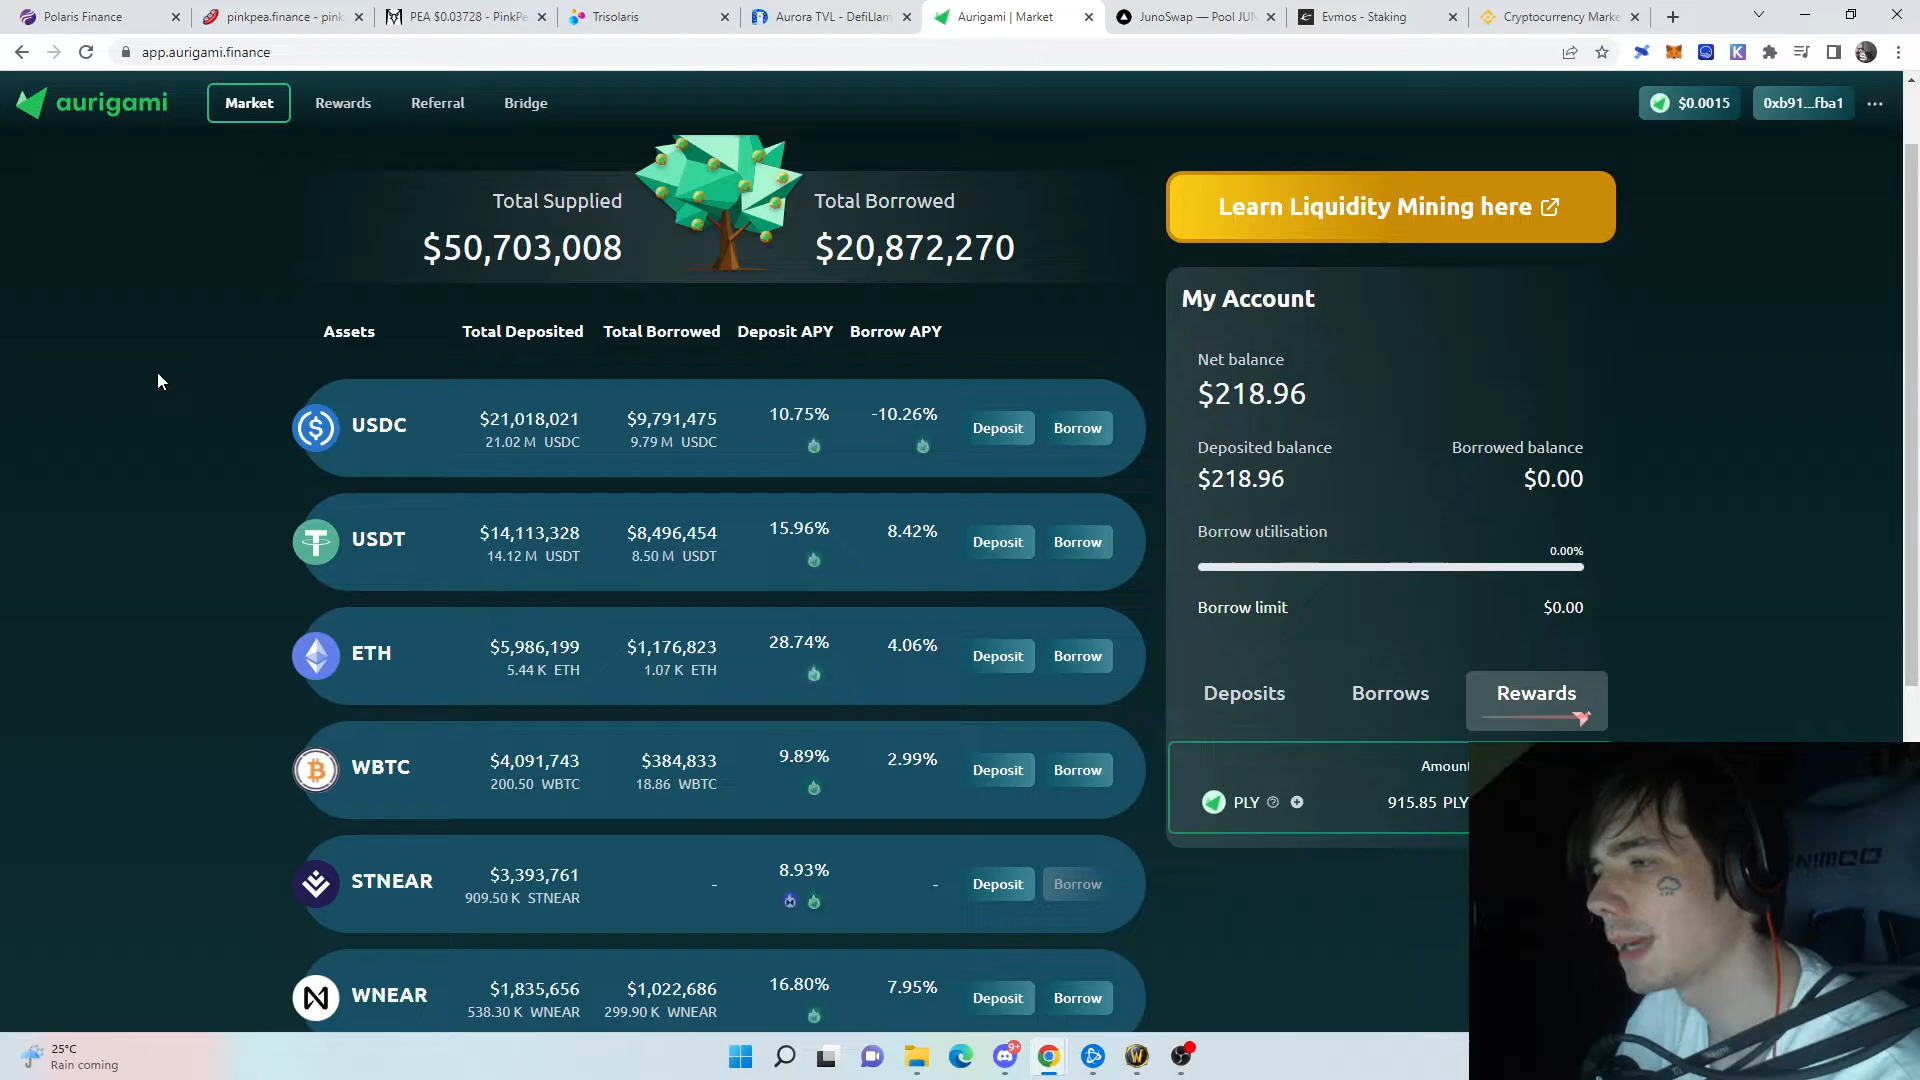 Polaris Finance
pinkpea.finance - pink
PEA $0.03728 - PinkPe
Trisolaris
Aurora TVL - DefiLlam
Aurigami | Market
JunoSwap — Pool JUN
Evmos - Staking
Cryptocurrency Marke
app.aurigami.finance
aurigami
Market
Rewards
Referral
Bridge
$0.0015
0xb91...fba1
Total Supplied
$50,703,008
Total Borrowed
$20,872,270
Learn Liquidity Mining here
Assets
Total Deposited
Total Borrowed
Deposit APY
Borrow APY
USDC
$21,018,021
21.02 M USDC
$9,791,475
9.79 M USDC
10.75%
-10.26%
Deposit
Borrow
USDT
$14,113,328
14.12 M USDT
$8,496,454
8.50 M USDT
15.96%
8.42%
Deposit
Borrow
ETH
$5,986,199
5.44 K ETH
$1,176,823
1.07 K ETH
28.74%
4.06%
Deposit
Borrow
WBTC
$4,091,743
200.50 WBTC
$384,833
18.86 WBTC
9.89%
2.99%
Deposit
Borrow
STNEAR
$3,393,761
909.50 K STNEAR
-
8.93%
-
Deposit
Borrow
WNEAR
$1,835,656
538.30 K WNEAR
$1,022,686
299.90 K WNEAR
16.80%
7.95%
Deposit
Borrow
My Account
Net balance
$218.96
Deposited balance
$218.96
Borrowed balance
$0.00
Borrow utilisation
0.00%
Borrow limit
$0.00
Deposits
Borrows
Rewards
Amount
PLY
915.85 PLY
25°C
Rain coming
9+